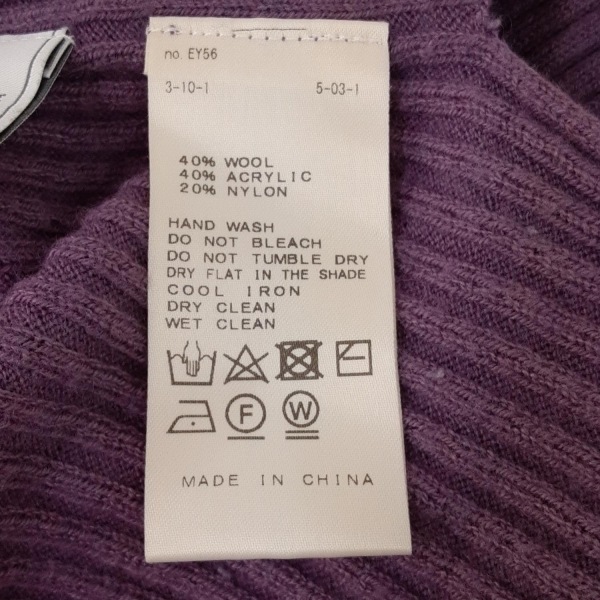 no. EY56
3-10-1 5-03-1
40% WOOL
40% ACRYLIC
20% NYLON
HAND WASH
DO NOT BLEACH
DO NOT TUMBLE DRY
DRY FLAT IN THE SHADE
COOL IRON
DRY CLEAN
WET CLEAN
F W
MADE IN CHINA